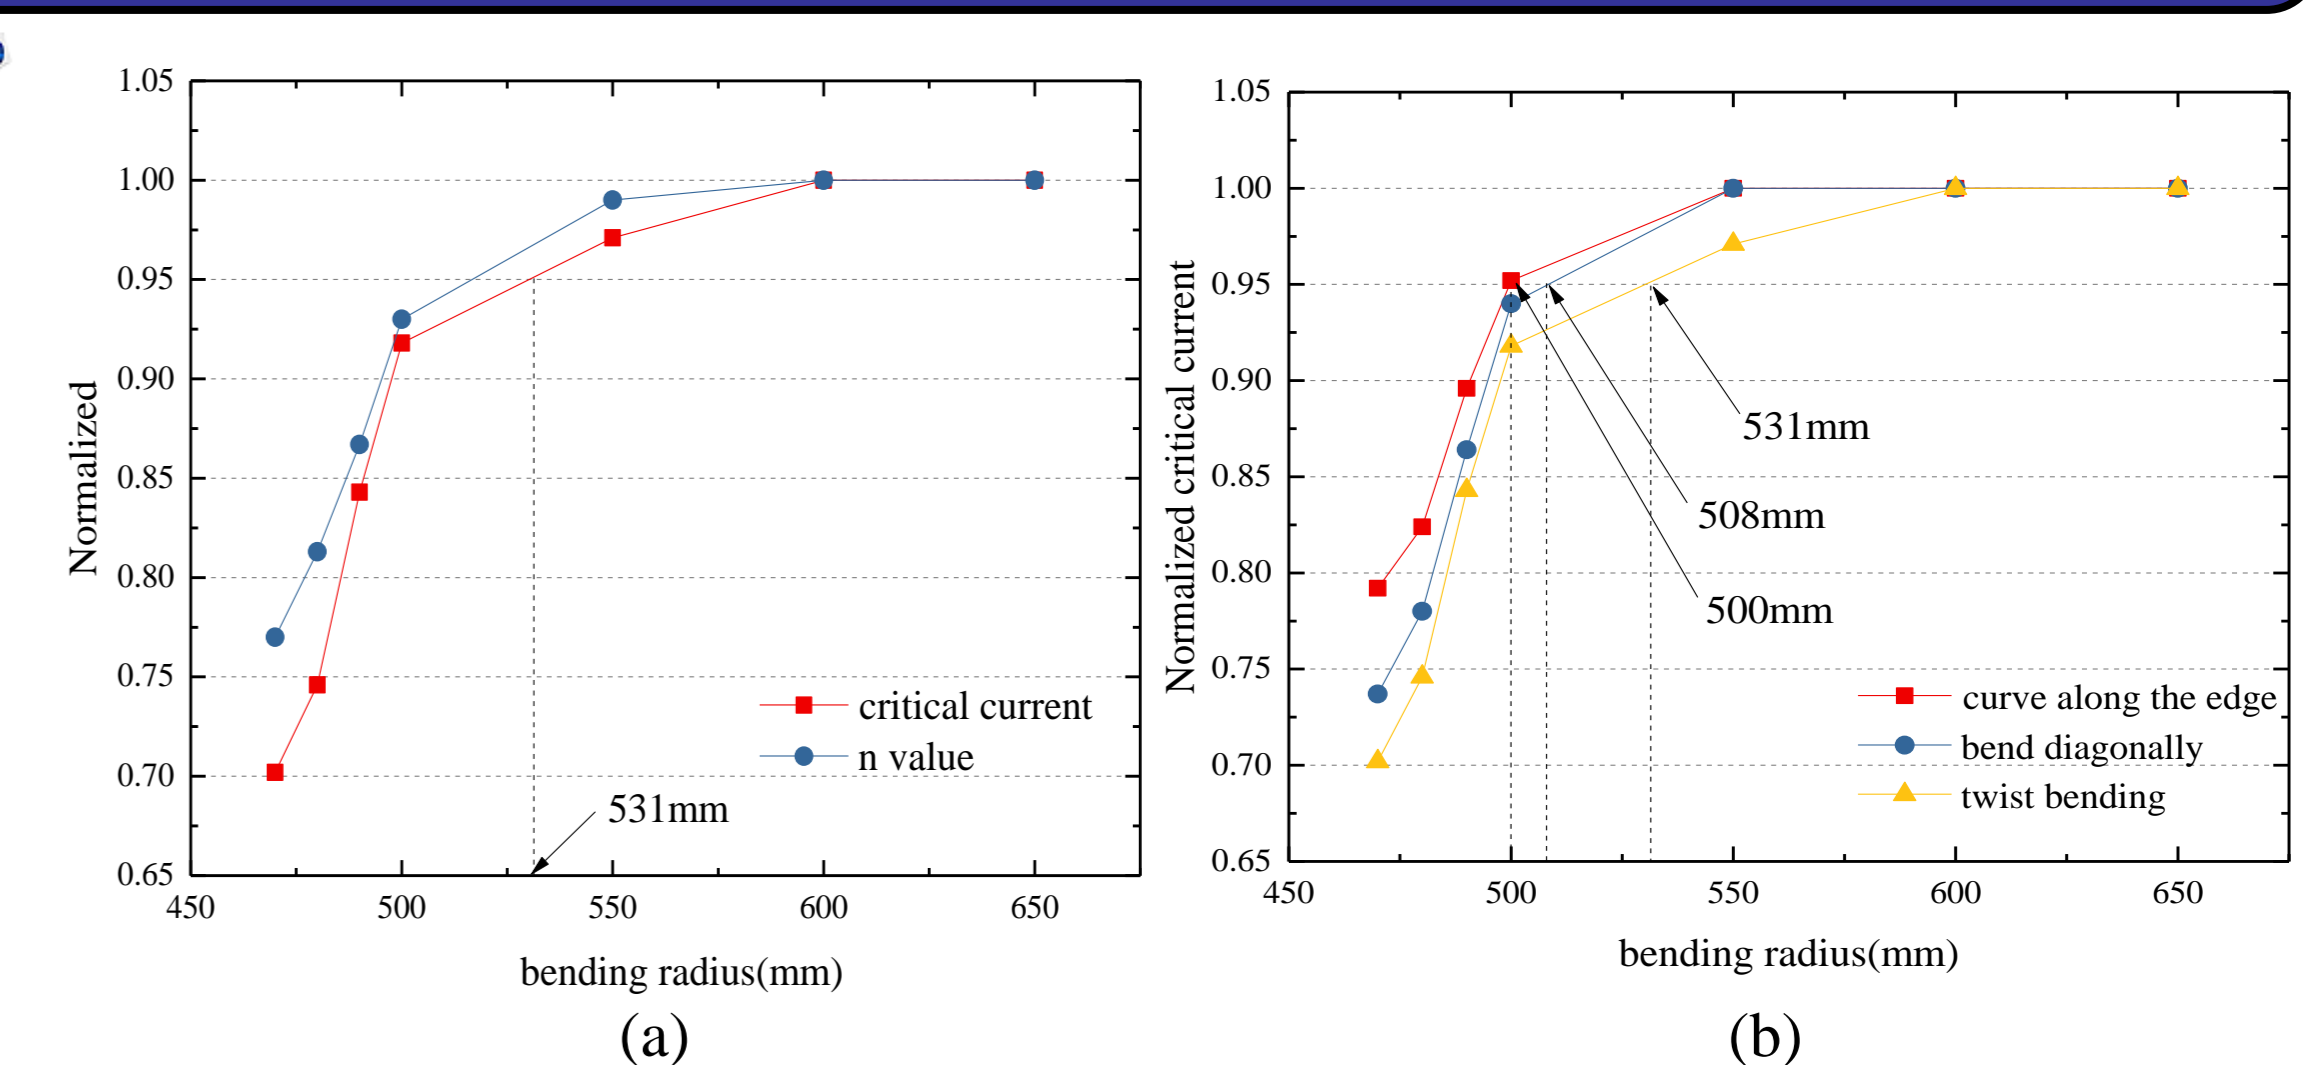 1.05
1.00
0.95
0.90
0.85
0.80
0.75
0.70
0.65
Normalized
450 500 550 600 650
bending radius(mm)
critical current
n value
531mm
(a)
1.05
1.00
0.95
0.90
0.85
0.80
0.75
0.70
0.65
Normalized critical current
450 500 550 600 650
bending radius(mm)
531mm
508mm
500mm
curve along the edge
bend diagonally
twist bending
(b)